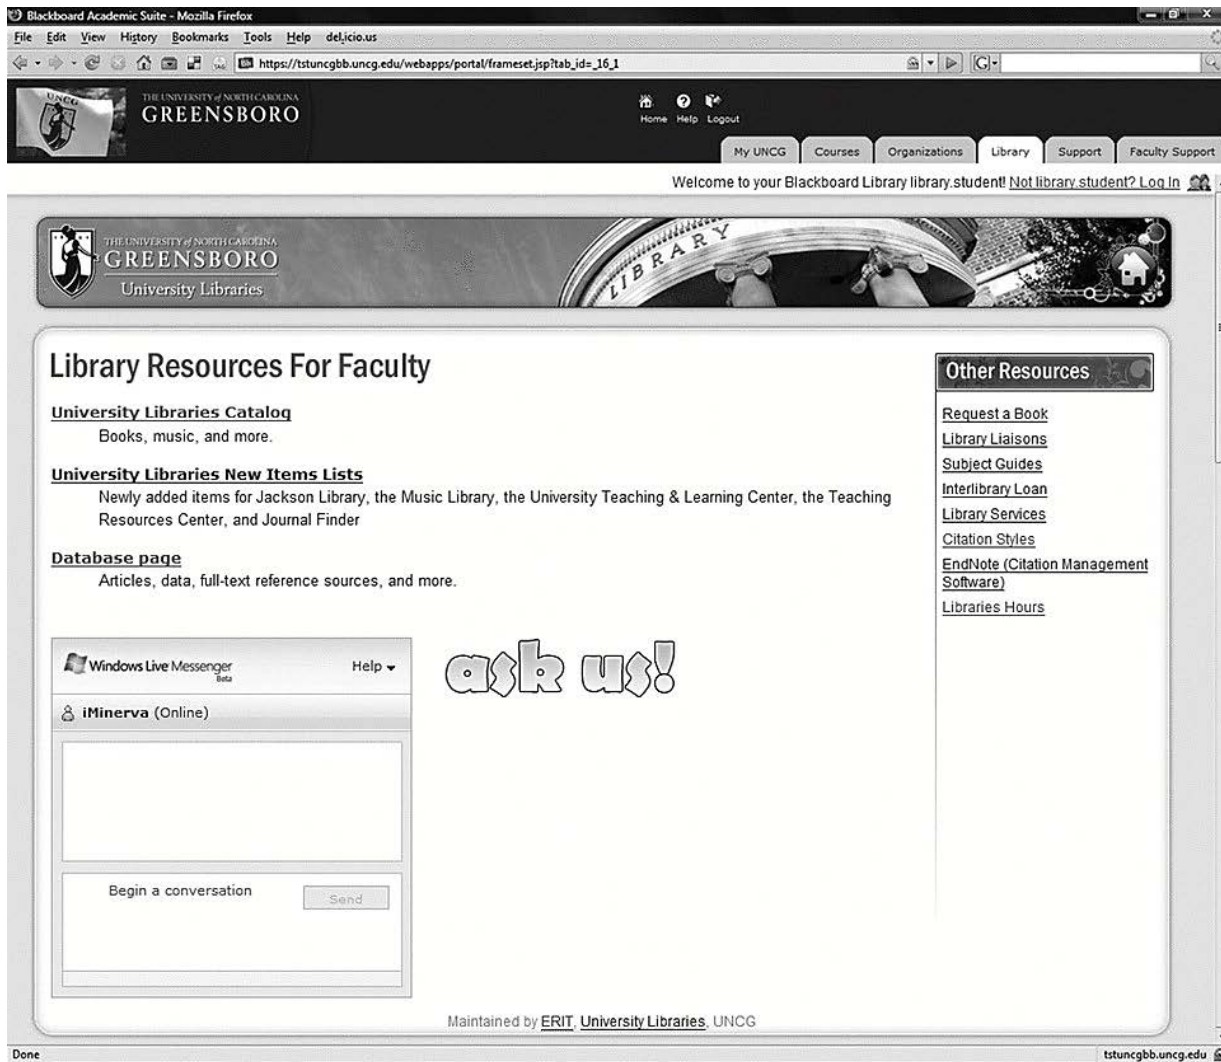 Blackboard Academic Suite - Mozilla Firefox
File Edit View History Bookmarks Tools Help del.icio.us
https://tstuncgbb.uncg.edu/webapps/portal/frameset.jsp?tab_id=_16_1
G
UNCG
THE UNIVERSITY of NORTH CAROLINA
GREENSBORO
Home Help Logout
My UNCG Courses Organizations Library Support Faculty Support
Welcome to your Blackboard Library library.student! Not library.student? Log In
THE UNIVERSITY of NORTH CAROLINA
GREENSBORO
University Libraries
LIBRARY
Library Resources For Faculty
University Libraries Catalog
Books, music, and more.
University Libraries New Items Lists
Newly added items for Jackson Library, the Music Library, the University Teaching & Learning Center, the Teaching
Resources Center, and Journal Finder
Database page
Articles, data, full-text reference sources, and more.
Windows Live Messenger
Beta
Help
iMinerva (Online)
Begin a conversation
Send
ask us!
Other Resources
Request a Book
Library Liaisons
Subject Guides
Interlibrary Loan
Library Services
Citation Styles
EndNote (Citation Management
Software)
Libraries Hours
Maintained by ERIT, University Libraries, UNCG
Done
tstuncgbb.uncg.edu